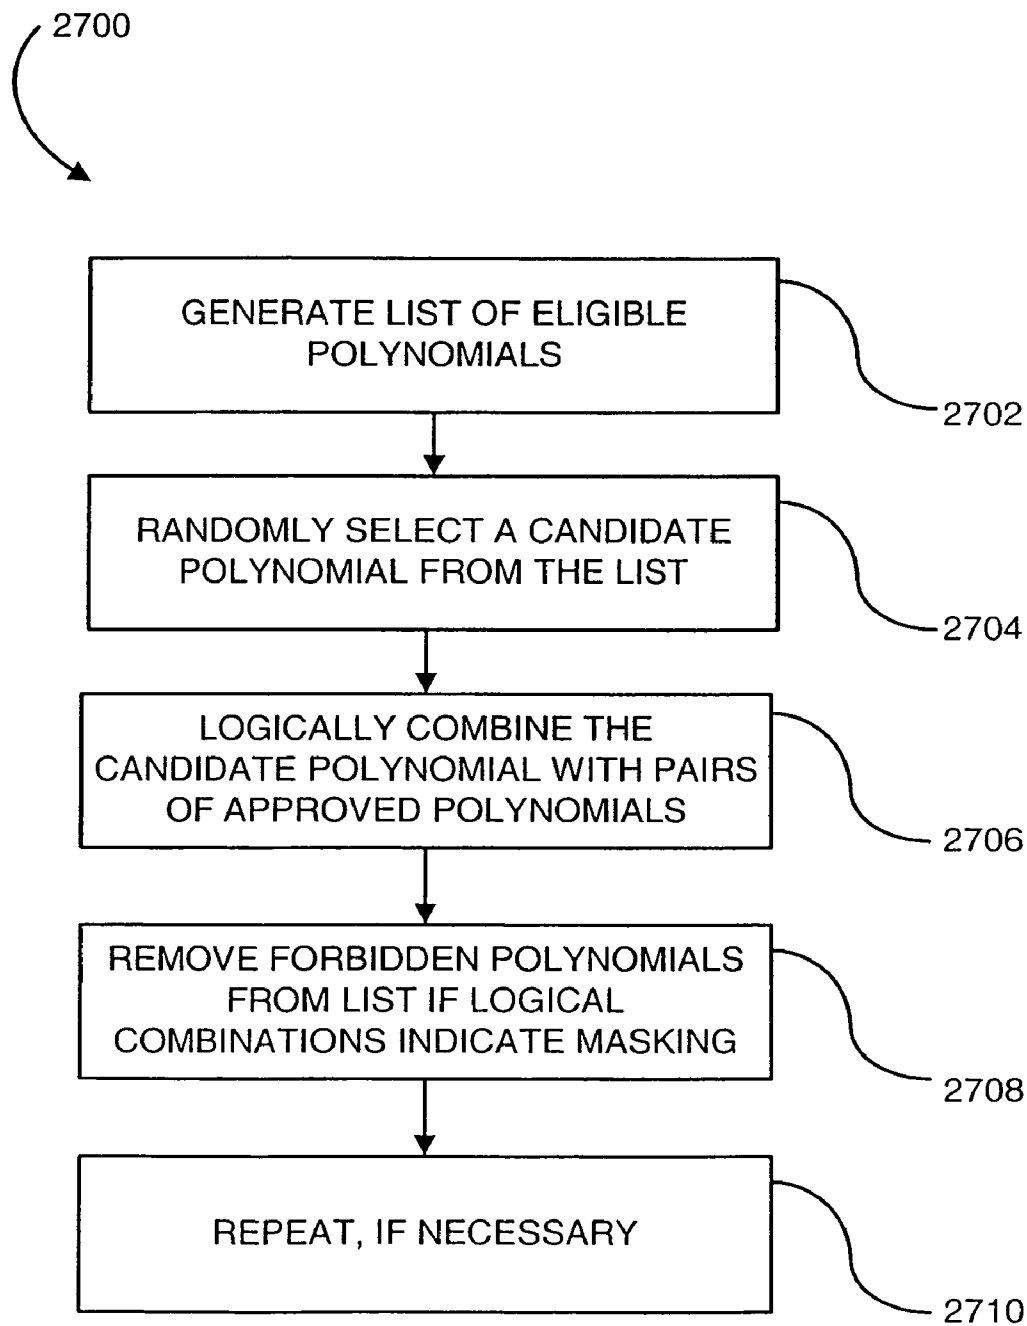 2700
GENERATE LIST OF ELIGIBLE
POLYNOMIALS
2702
RANDOMLY SELECT A CANDIDATE
POLYNOMIAL FROM THE LIST
2704
LOGICALLY COMBINE THE
CANDIDATE POLYNOMIAL WITH PAIRS
OF APPROVED POLYNOMIALS
2706
REMOVE FORBIDDEN POLYNOMIALS
FROM LIST IF LOGICAL
COMBINATIONS INDICATE MASKING
2708
REPEAT, IF NECESSARY
2710